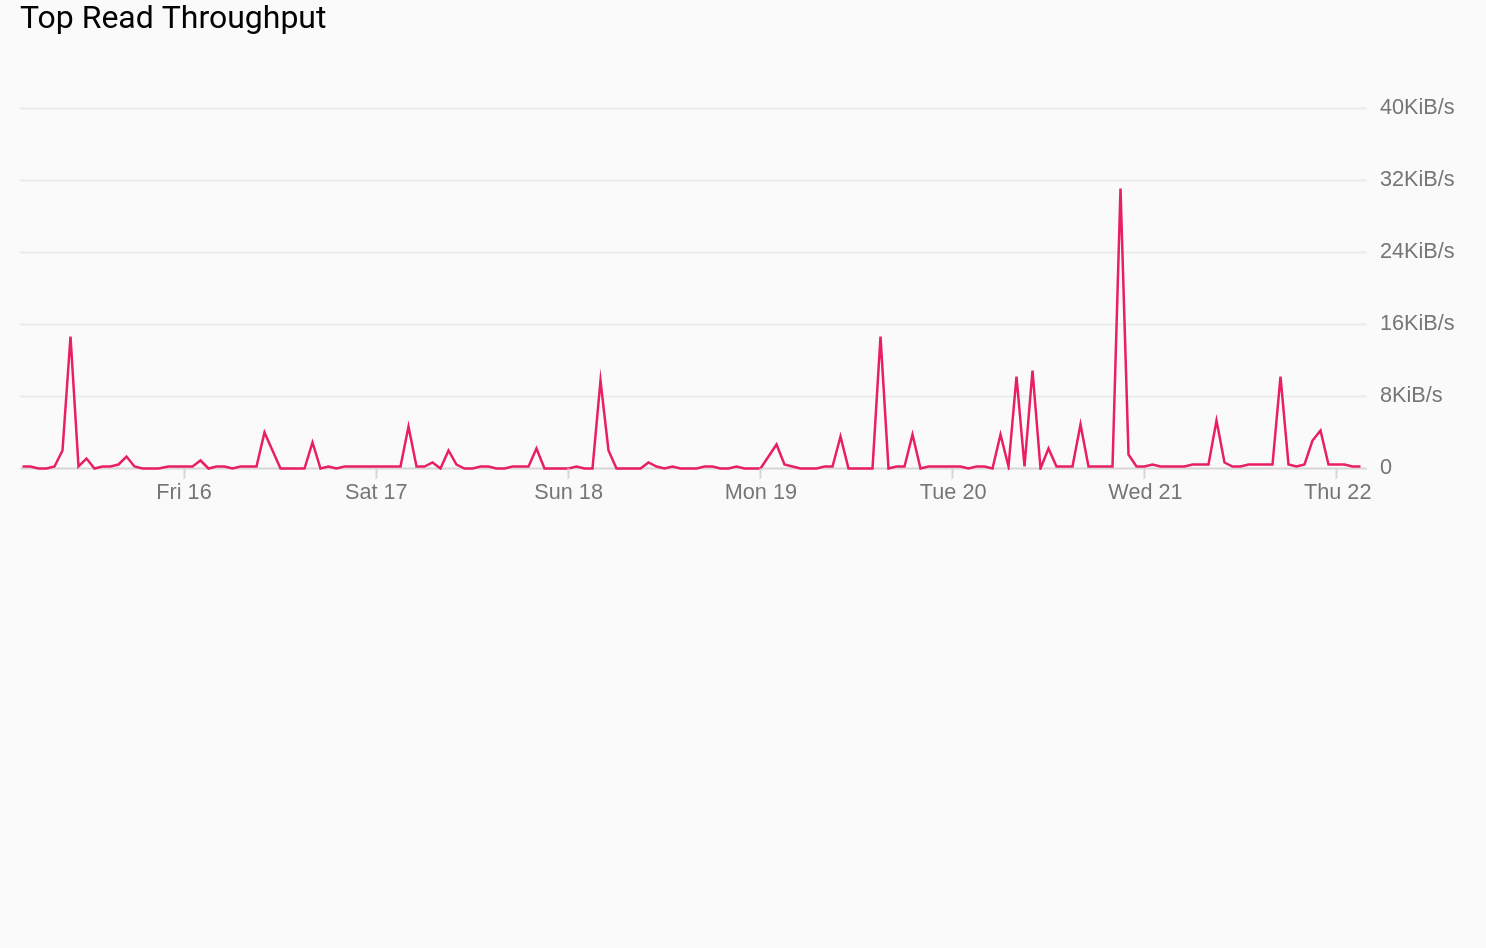 Top Read Throughput
40KiB/s
32KiB/s
24KiB/s
16KiB/s
8KiB/s
0
Fri 16 Sat 17 Sun 18 Mon 19 Tue 20 Wed 21 Thu 22